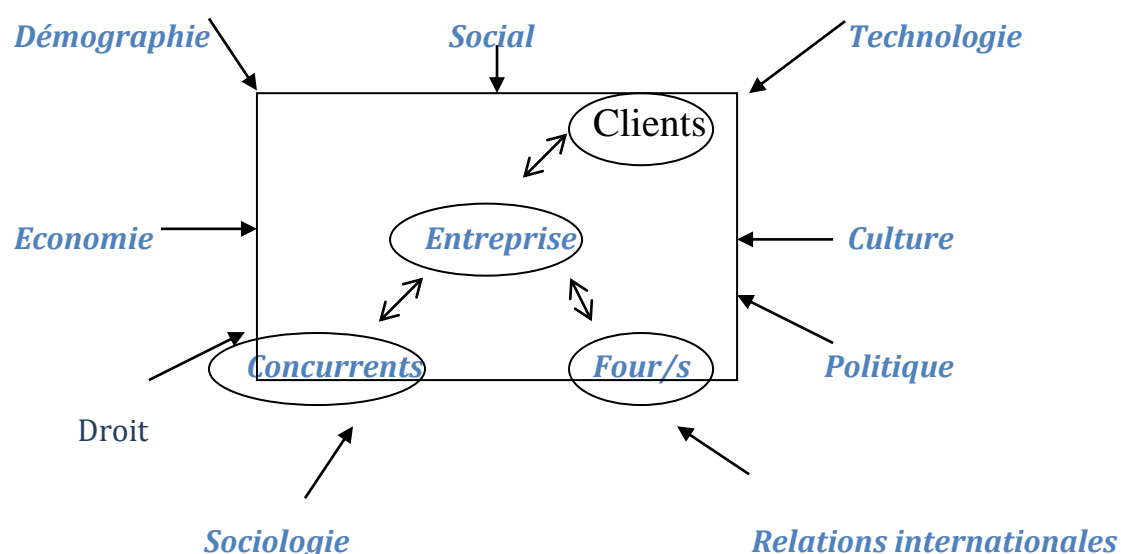 Démographie Social Technologie
Clients
Economie Entreprise Culture
Concurrents Four/s Politique
Droit
Sociologie Relations internationales